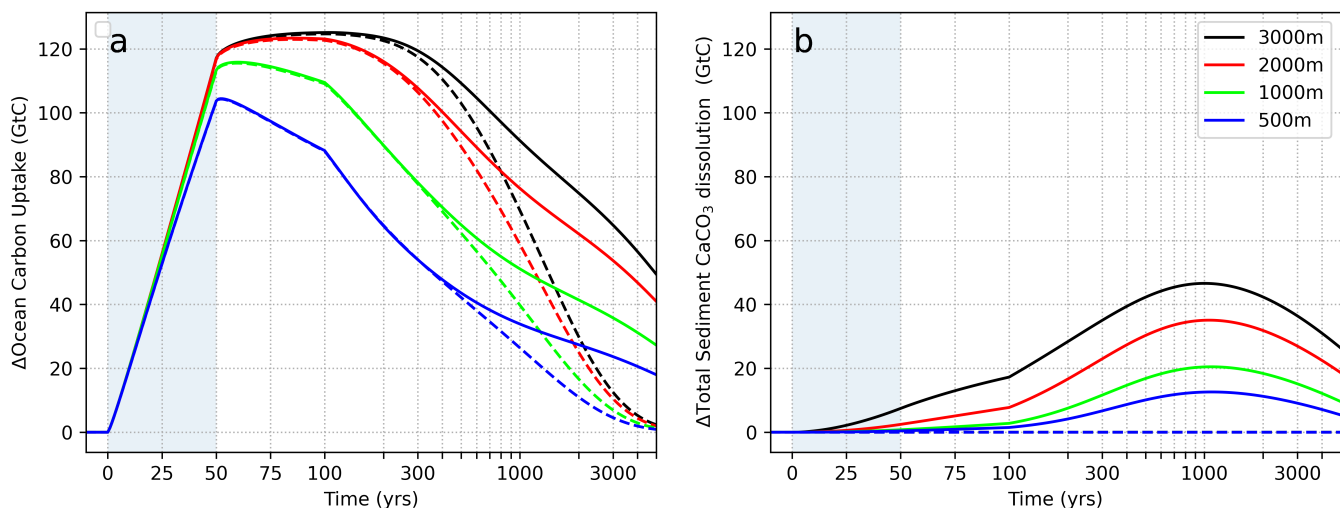 a
ΔOcean Carbon Uptake (GtC)
120
100
80
60
40
20
0
0 25 50 75 100 300 1000 3000
Time (yrs)
b
ΔTotal Sediment CaCO₃ dissolution (GtC)
120
100
80
60
40
20
0
0 25 50 75 100 300 1000 3000
Time (yrs)
3000m
2000m
1000m
500m